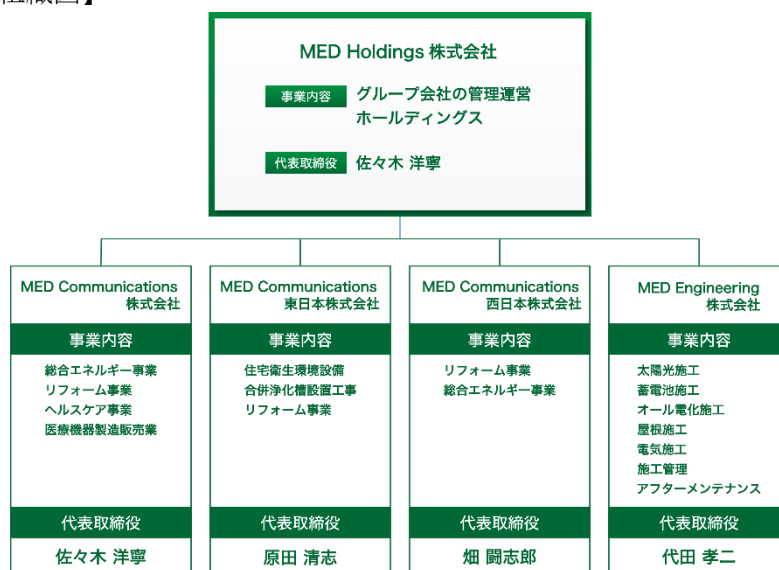 組織図】
MED Holdings 株式会社
事業内容 グループ会社の管理運営
ホールディングス
代表取締役 佐々木 洋寧
MED Communications
株式会社
事業内容
総合エネルギー事業
リフォーム事業
ヘルスケア事業
医療機器製造販売業
代表取締役
佐々木 洋寧
MED Communications
東日本株式会社
事業内容
住宅衛生環境設備
合併浄化槽設置工事
リフォーム事業
代表取締役
原田 清志
MED Communications
西日本株式会社
事業内容
リフォーム事業
総合エネルギー事業
代表取締役
畑 闘志郎
MED Engineering
株式会社
事業内容
太陽光施工
蓄電池施工
オール電化施工
屋根施工
電気施工
施工管理
アフターメンテナンス
代表取締役
代田 孝二